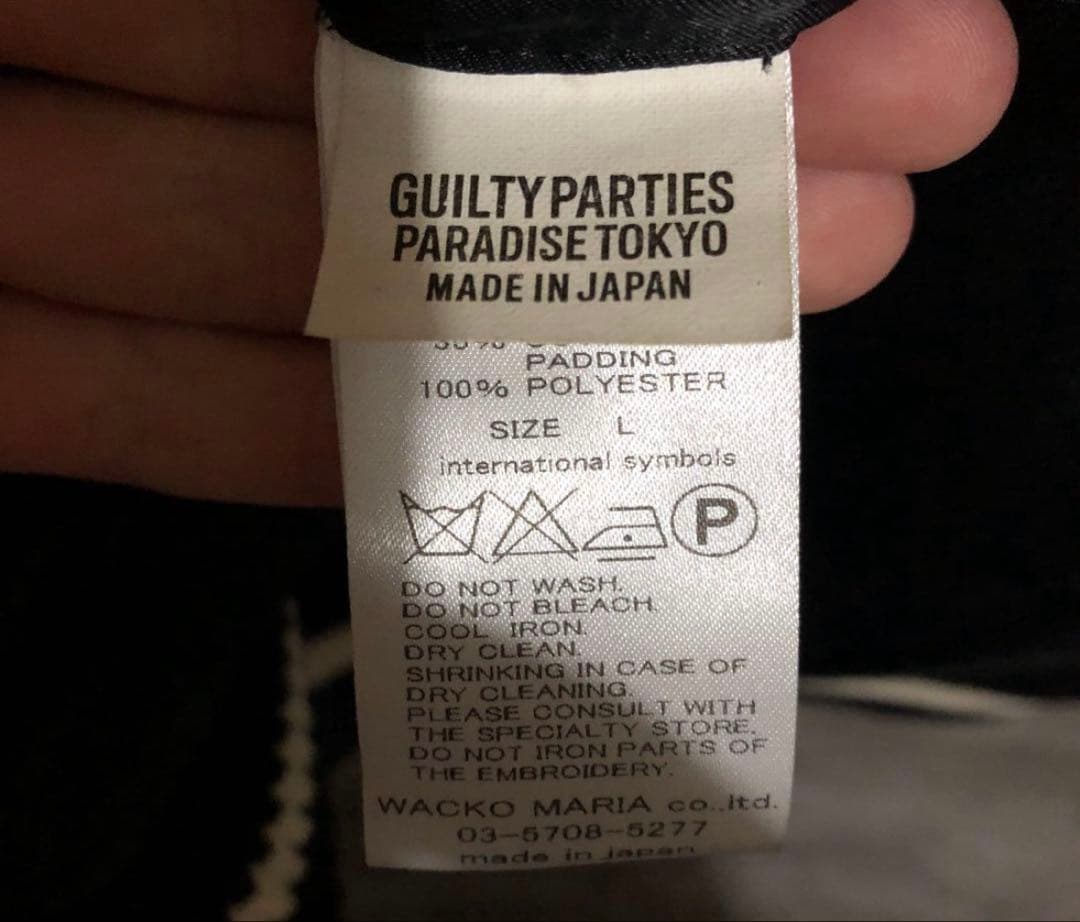 GUILTY PARTIES
PARADISE TOKYO
MADE IN JAPAN
PADDING
100% POLYESTER
SIZE L
international symbols
P
DO NOT WASH.
DO NOT BLEACH.
COOL IRON.
DRY CLEAN.
SHRINKING IN CASE OF
DRY CLEANING.
PLEASE CONSULT WITH
THE SPECIALTY STORE.
DO NOT IRON PARTS OF
THE EMBROIDERY.
WACKO MARIA co.,ltd.
03-5708-5277
made in japan